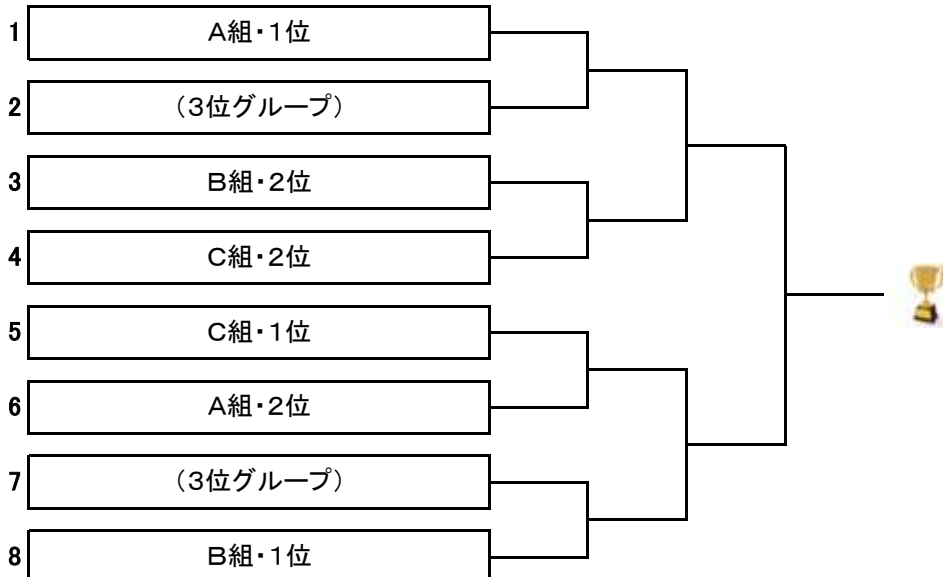 1 A組・1位
2 (3位グループ)
3 B組・2位
4 C組・2位
5 C組・1位
6 A組・2位
7 (3位グループ)
8 B組・1位